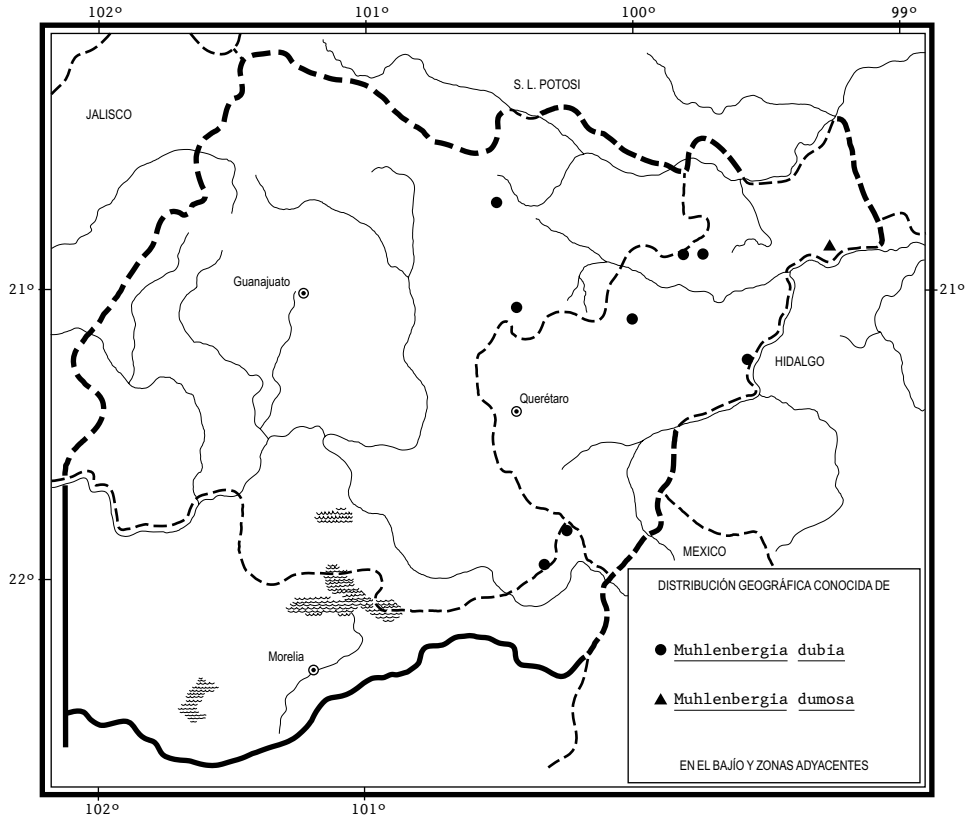 102º 101º 100º 99º
S. L. POTOSI
JALISCO
Guanajuato
21º 21º
HIDALGO
Querétaro
MEXICO
22º
DISTRIBUCIÓN GEOGRÁFICA CONOCIDA DE
Muhlenbergia dubia
Morelia
Muhlenbergia dumosa
EN EL BAJÍO Y ZONAS ADYACENTES
102º 101º